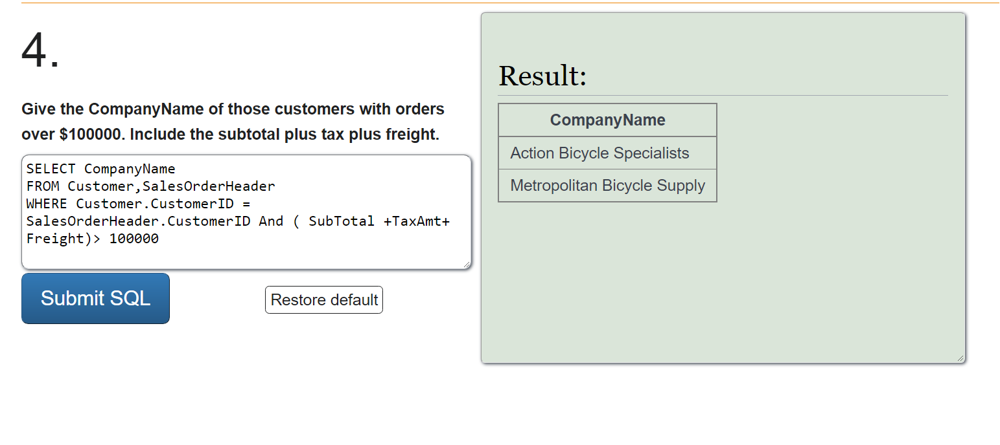 4.
Give the CompanyName of those customers with orders
over $100000. Include the subtotal plus tax plus freight.
SELECT CompanyName
FROM Customer,SalesOrderHeader
WHERE Customer.CustomerID =
SalesOrderHeader.CustomerID And ( SubTotal +TaxAmt+
Freight)> 100000
Submit SQL
Restore default
Result:
CompanyName
Action Bicycle Specialists
Metropolitan Bicycle Supply